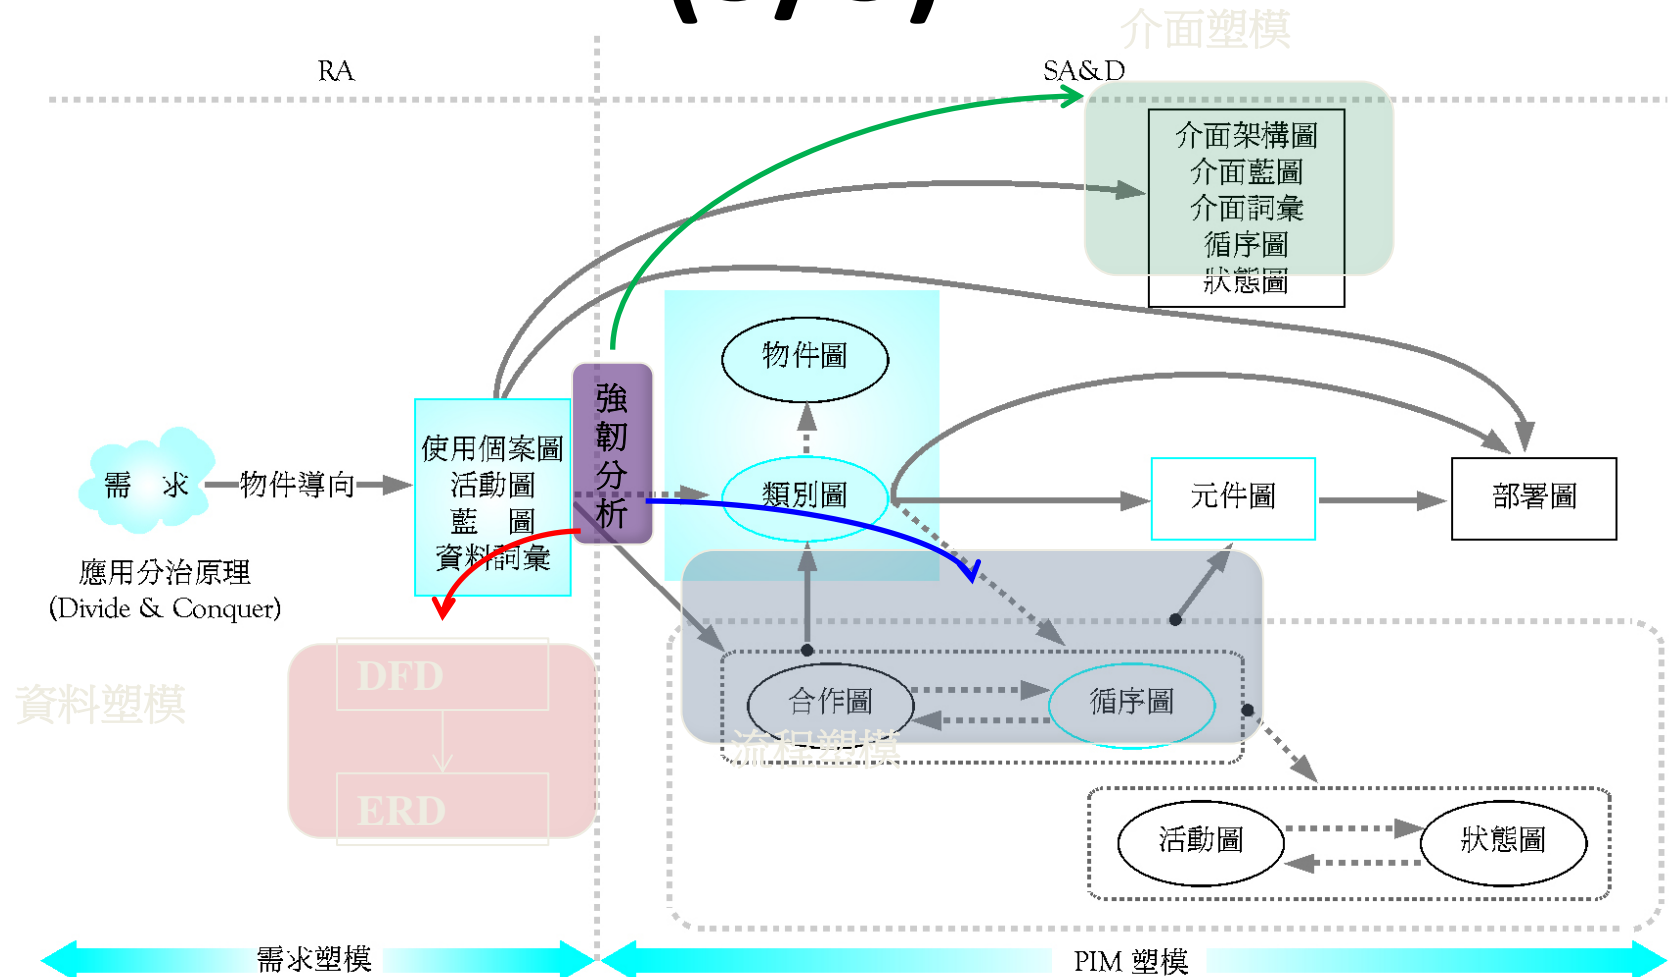 介面塑模
RA
SA&D
介面架構圖
介面藍圖
介面詞彙
循序圖
狀態圖
物件圖
強韌分析
使用個案圖
活動圖
藍　圖
資料詞彙
需　求
物件導向
類別圖
元件圖
部署圖
應用分治原理
(Divide & Conquer)
DFD
資料塑模
ERD
合作圖
循序圖
流程塑模
活動圖
狀態圖
需求塑模
PIM 塑模